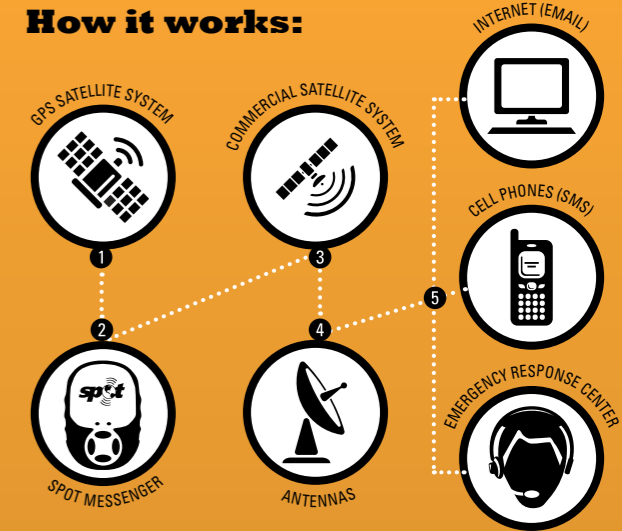 How it works:
GPS SATELLITE SYSTEM
COMMERCIAL SATELLITE SYSTEM
INTERNET (EMAIL)
CELL PHONES (SMS)
1
3
5
2
4
spot
SPOT MESSENGER
ANTENNAS
EMERGENCY RESPONSE CENTER